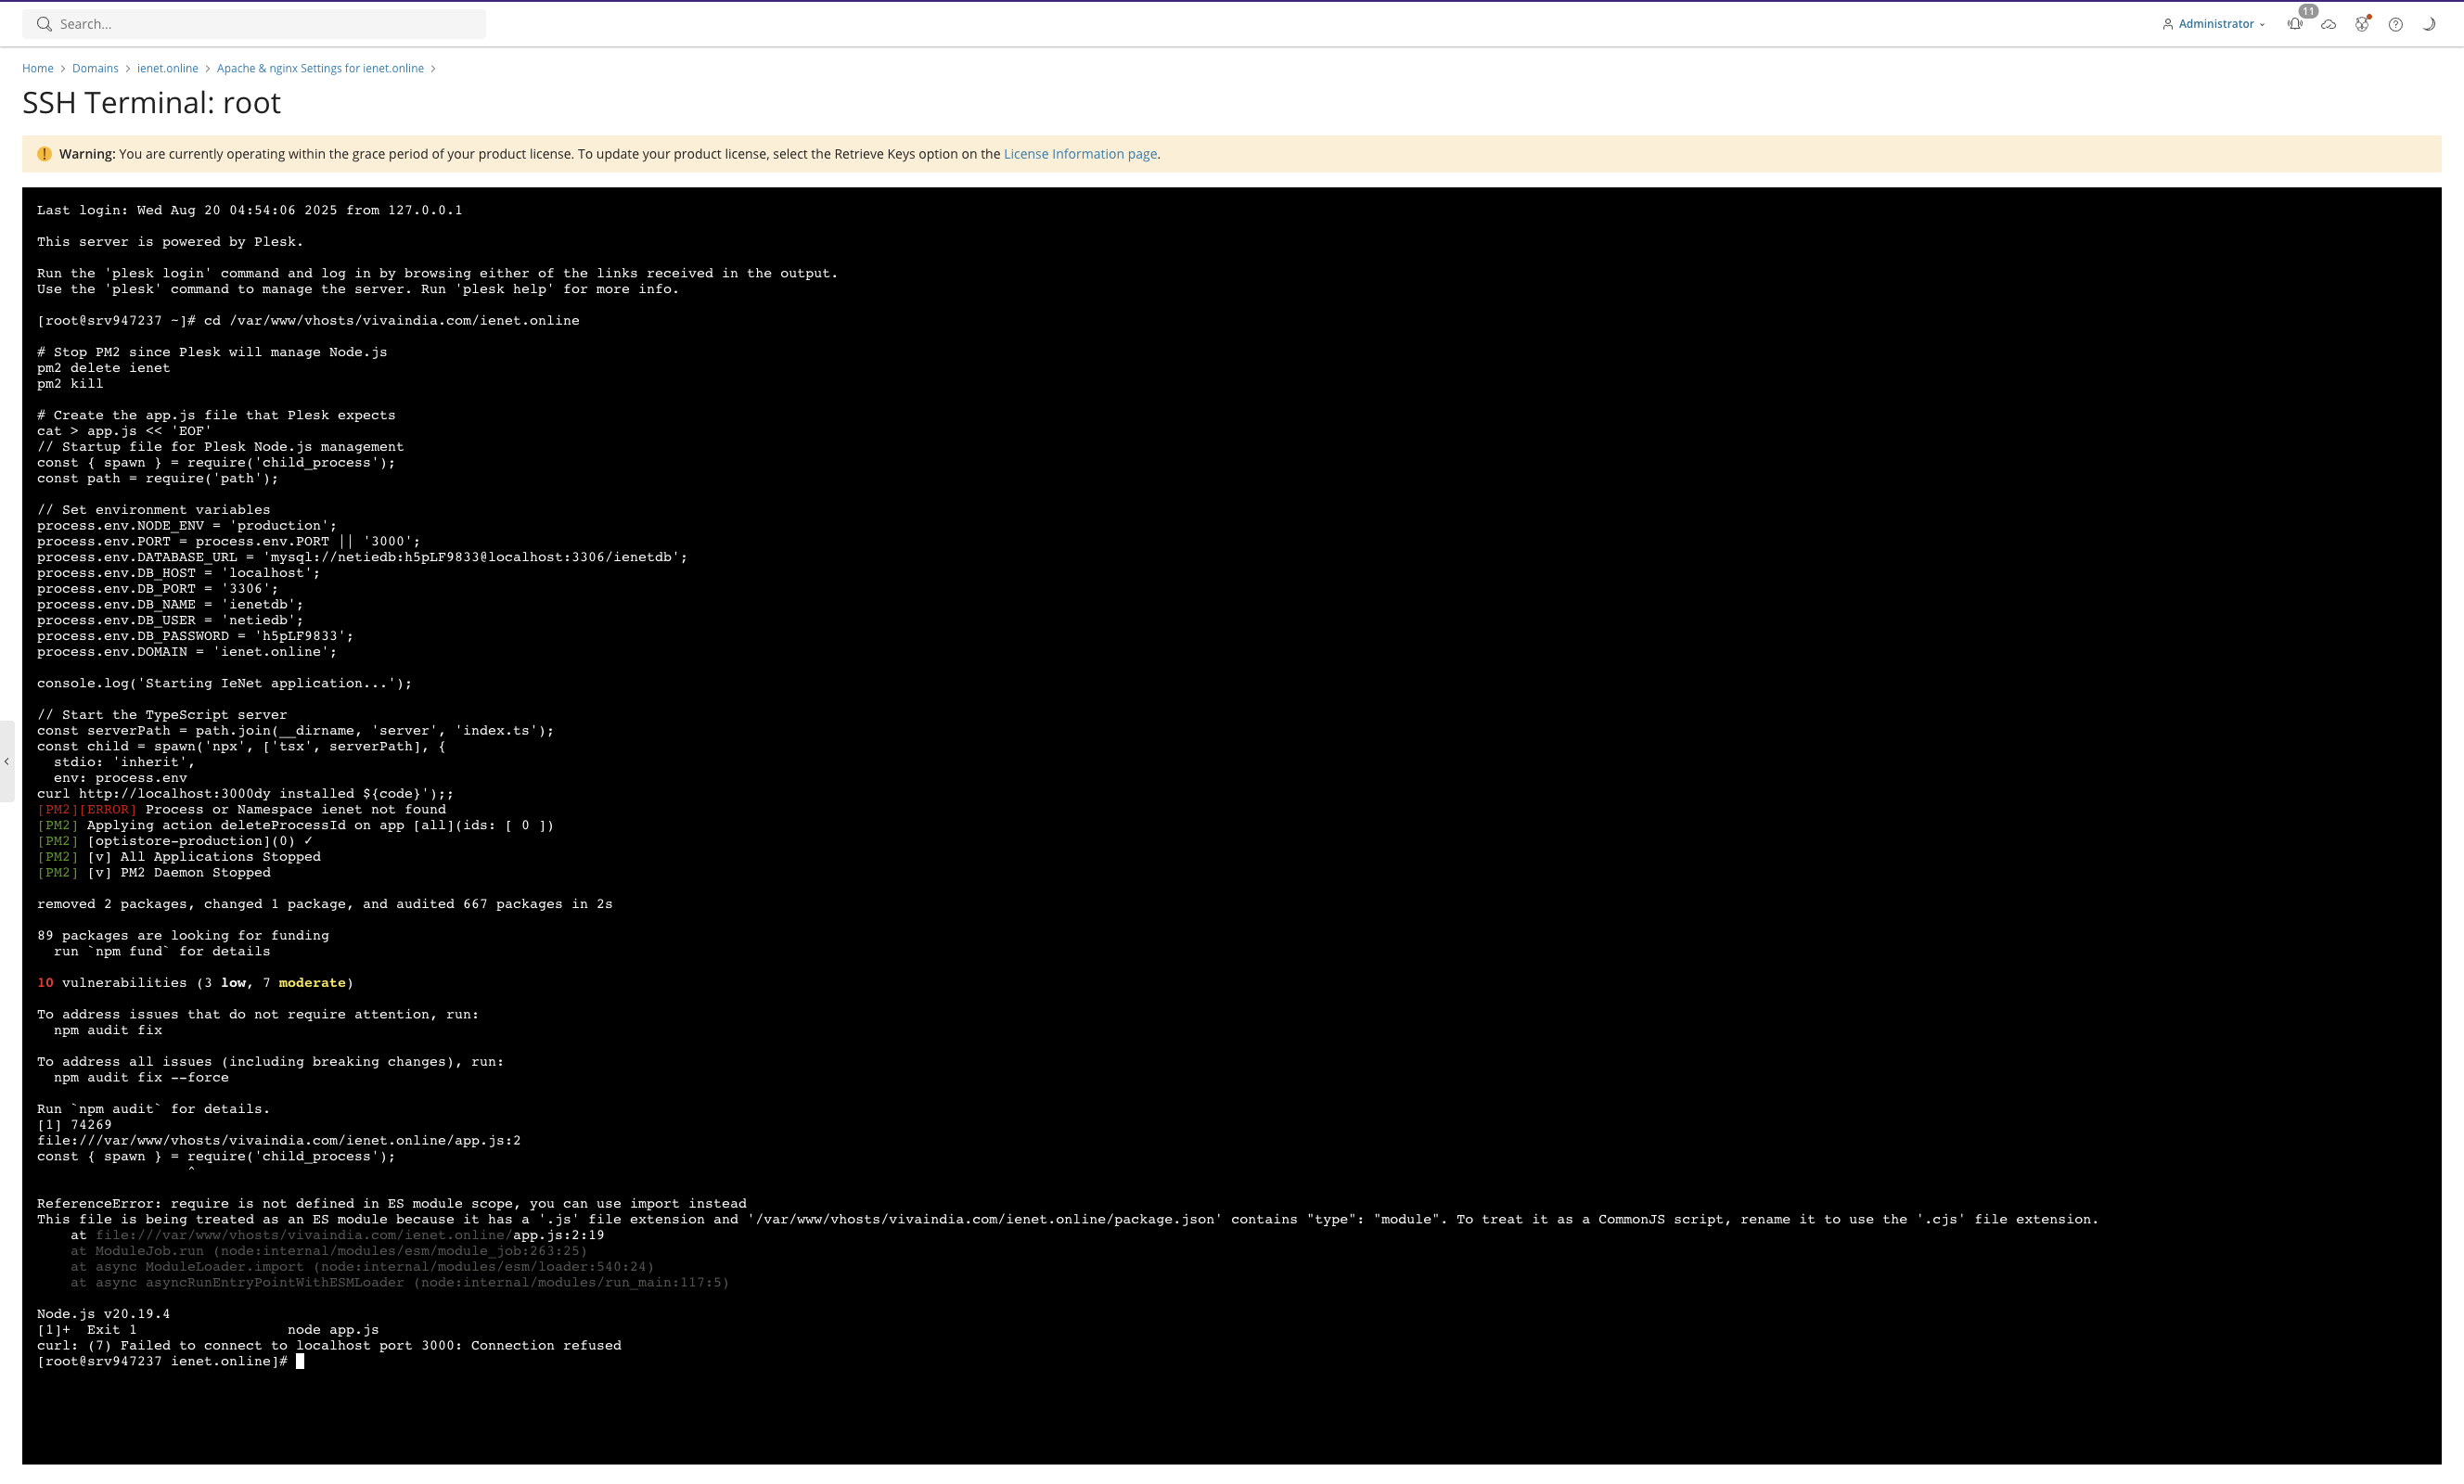 Search...
Administrator
11
Home > Domains > ienet.online > Apache & nginx Settings for ienet.online >
SSH Terminal: root
Warning: You are currently operating within the grace period of your product license. To update your product license, select the Retrieve Keys option on the License Information page.
Last login: Wed Aug 20 04:54:06 2025 from 127.0.0.1
This server is powered by Plesk.
Run the 'plesk login' command and log in by browsing either of the links received in the output.
Use the 'plesk' command to manage the server. Run 'plesk help' for more info.
[root@srv947237 ~]# cd /var/www/vhosts/vivaindia.com/ienet.online
# Stop PM2 since Plesk will manage Node.js
pm2 delete ienet
pm2 kill
# Create the app.js file that Plesk expects
cat > app.js << 'EOF'
// Startup file for Plesk Node.js management
const { spawn } = require('child_process');
const path = require('path');
// Set environment variables
process.env.NODE_ENV = 'production';
process.env.PORT = process.env.PORT || '3000';
process.env.DATABASE_URL = 'mysql://netiedb:h5pLF9833@localhost:3306/ienetdb';
process.env.DB_HOST = 'localhost';
process.env.DB_PORT = '3306';
process.env.DB_NAME = 'ienetdb';
process.env.DB_USER = 'netiedb';
process.env.DB_PASSWORD = 'h5pLF9833';
process.env.DOMAIN = 'ienet.online';
console.log('Starting IeNet application...');
// Start the TypeScript server
const serverPath = path.join(__dirname, 'server', 'index.ts');
const child = spawn('npx', ['tsx', serverPath], {
  stdio: 'inherit',
  env: process.env
curl http://localhost:3000dy installed ${code}');;
[PM2][ERROR] Process or Namespace ienet not found
[PM2] Applying action deleteProcessId on app [all](ids: [ 0 ])
[PM2] [optistore-production](0) ✓
[PM2] [v] All Applications Stopped
[PM2] [v] PM2 Daemon Stopped
removed 2 packages, changed 1 package, and audited 667 packages in 2s
89 packages are looking for funding
  run `npm fund` for details
10 vulnerabilities (3 low, 7 moderate)
To address issues that do not require attention, run:
  npm audit fix
To address all issues (including breaking changes), run:
  npm audit fix --force
Run `npm audit` for details.
[1] 74269
file:///var/www/vhosts/vivaindia.com/ienet.online/app.js:2
const { spawn } = require('child_process');
                  ^
ReferenceError: require is not defined in ES module scope, you can use import instead
This file is being treated as an ES module because it has a '.js' file extension and '/var/www/vhosts/vivaindia.com/ienet.online/package.json' contains "type": "module". To treat it as a CommonJS script, rename it to use the '.cjs' file extension.
    at file:///var/www/vhosts/vivaindia.com/ienet.online/app.js:2:19
    at ModuleJob.run (node:internal/modules/esm/module_job:263:25)
    at async ModuleLoader.import (node:internal/modules/esm/loader:540:24)
    at async asyncRunEntryPointWithESMLoader (node:internal/modules/run_main:117:5)
Node.js v20.19.4
[1]+  Exit 1                  node app.js
curl: (7) Failed to connect to localhost port 3000: Connection refused
[root@srv947237 ienet.online]#